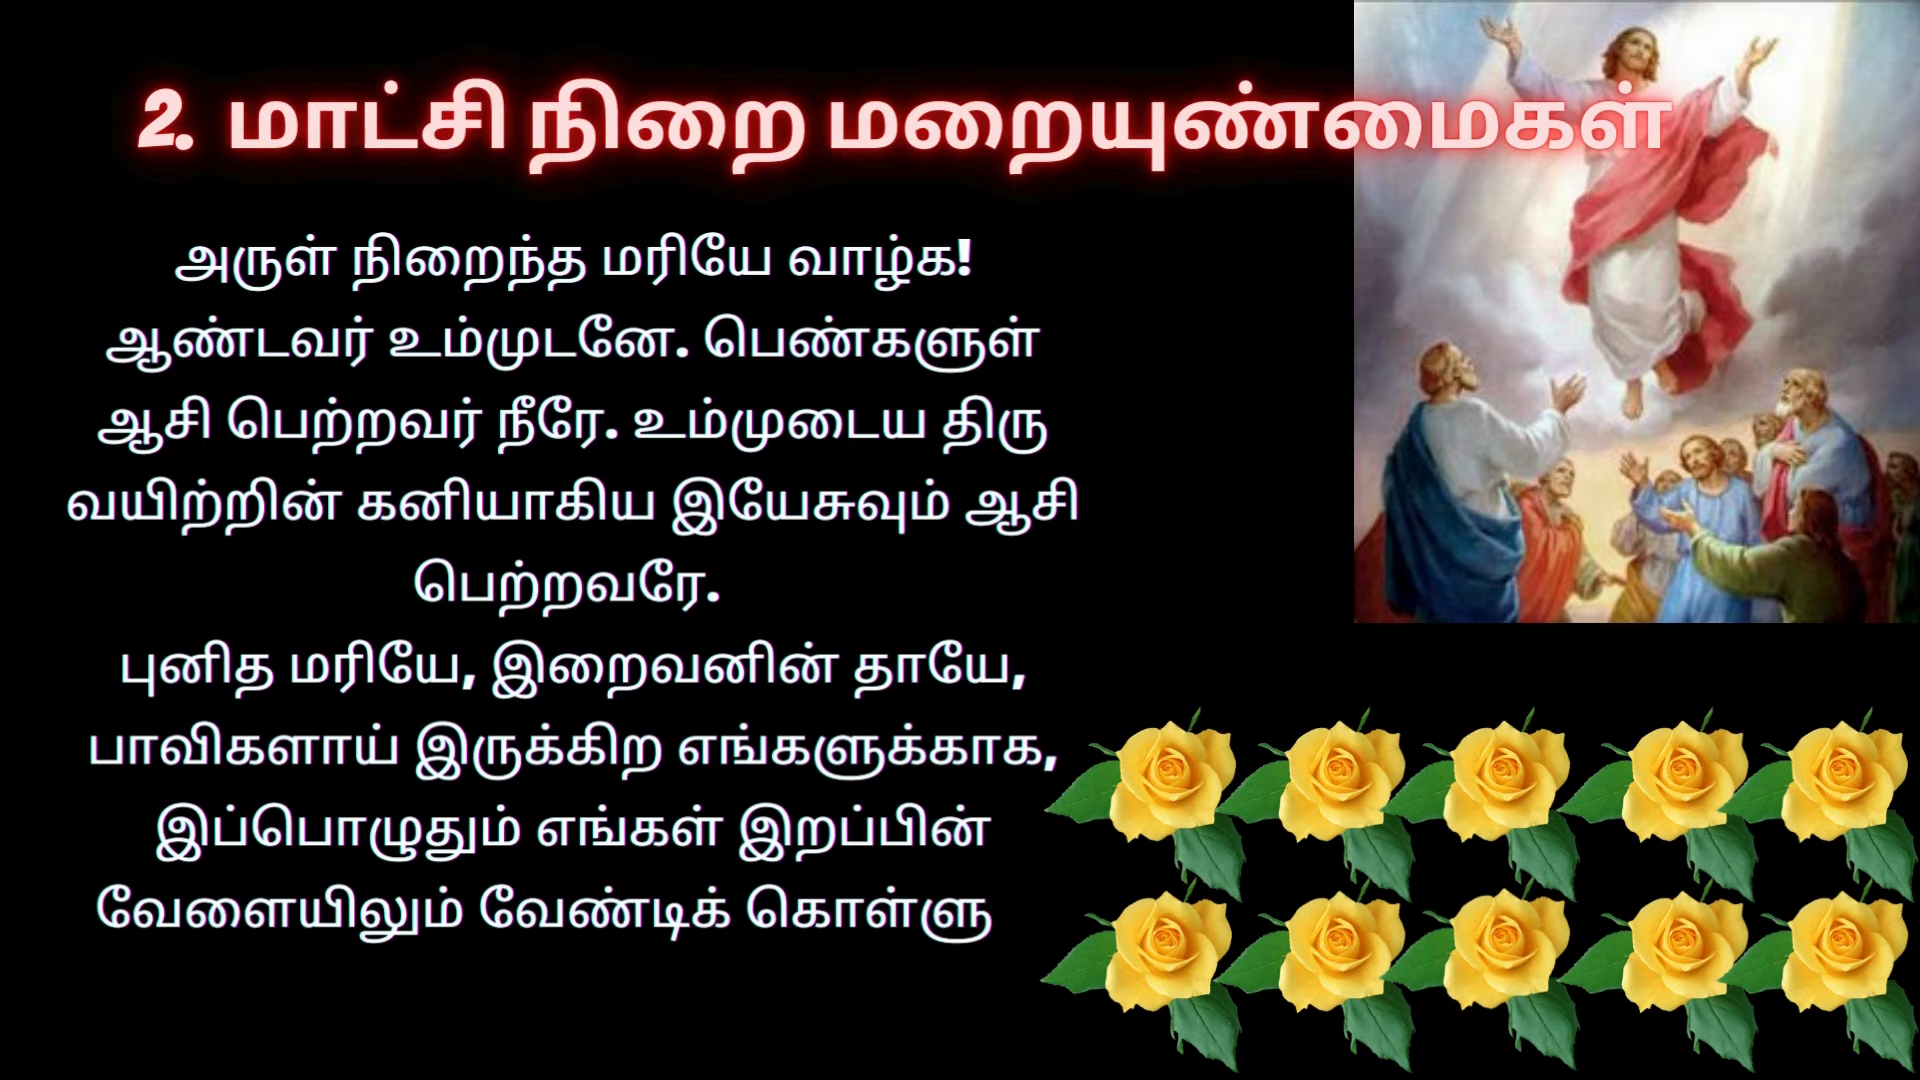 2. மாட்சி நிறை மறையுண்மைகள்
அருள் நிறைந்த மரியே வாழ்க!
ஆண்டவர் உம்முடனே. பெண்களுள்
ஆசி பெற்றவர் நீரே. உம்முடைய திரு
வயிற்றின் கனியாகிய இயேசுவும் ஆசி
பெற்றவரே.
புனித மரியே, இறைவனின் தாயே,
பாவிகளாய் இருக்கிற எங்களுக்காக,
இப்பொழுதும் எங்கள் இறப்பின்
வேளையிலும் வேண்டிக் கொள்ளு